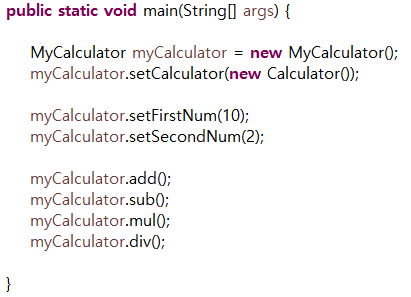 public static void main(String[] args) {
MyCalculator myCalculator = new MyCalculator();
myCalculator.setCalculator(new Calculator());
myCalculator.setFirstNum(10);
myCalculator.setSecondNum(2);
myCalculator.add();
myCalculator.sub();
myCalculator.mul();
myCalculator.div();
}